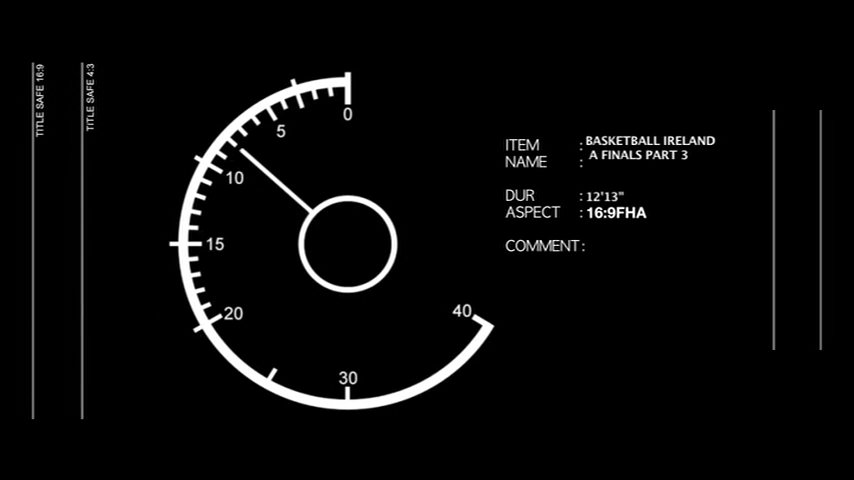 TITLE SAFE 16:9
TITLE SAFE 4:3
0
5
10
15
20
30
40
ITEM : BASKETBALL IRELAND
NAME : A FINALS PART 3
DUR : 12'13"
ASPECT : 16:9FHA
COMMENT :